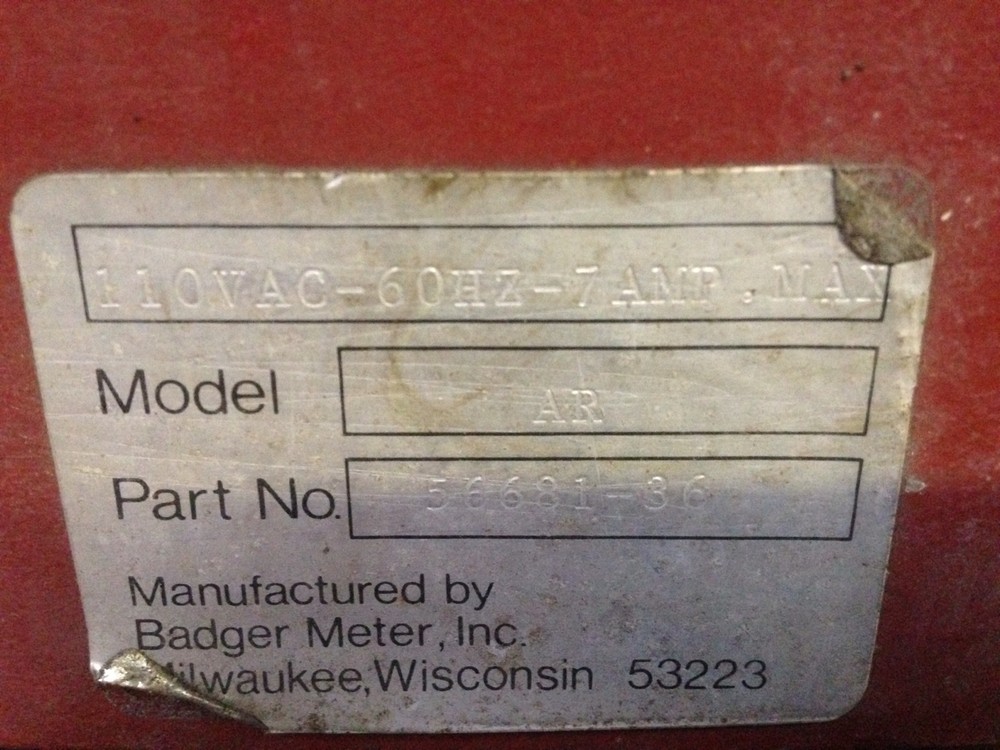 110VAC-60HZ-7AMP.MAX
Model AR
Part No. 56681-36
Manufactured by
Badger Meter, Inc.
Milwaukee, Wisconsin 53223